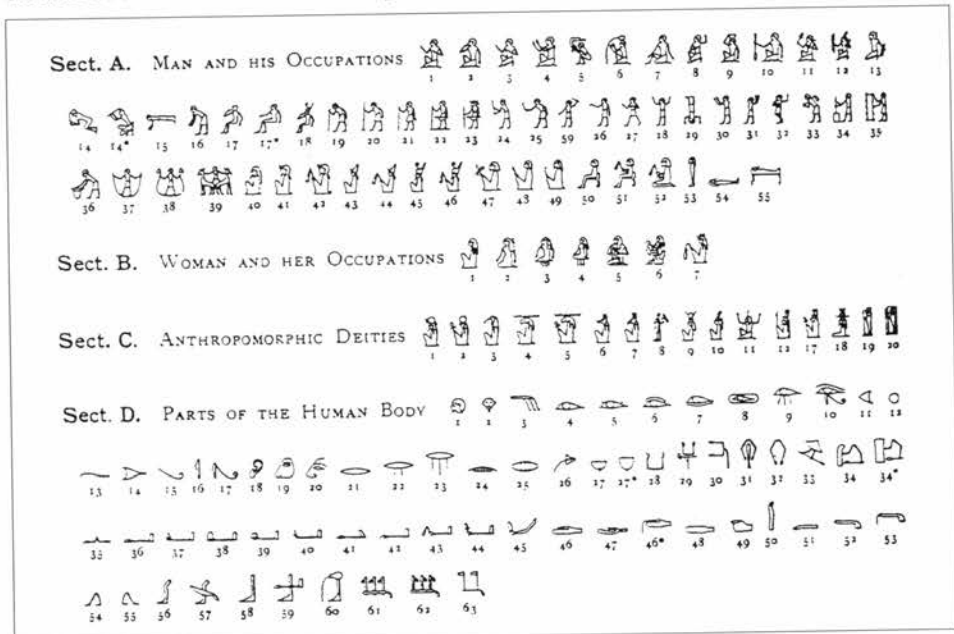 Sect. A. MAN AND HIS OCCUPATIONS
1 2 3 4 5 6 7 8 9 10 11 12 13
14 14* 15 16 17 17* 18 19 20 21 22 23 24 25 59 26 27 28 29 30 31 32 33 34 35
36 37 38 39 40 41 42 43 44 45 46 47 48 49 50 51 52 53 54 55
Sect. B. WOMAN AND HER OCCUPATIONS
1 2 3 4 5 6 7
Sect. C. ANTHROPOMORPHIC DEITIES
1 2 3 4 5 6 7 8 9 10 11 12 17 18 19 20
Sect. D. PARTS OF THE HUMAN BODY
1 2 3 4 5 6 7 8 9 10 11 12
13 14 15 16 17 18 19 20 21 22 23 24 25 26 27 27* 28 29 30 31 32 33 34 34*
35 36 37 38 39 40 41 42 43 44 45 46 47 46* 48 49 50 51 52 53
54 55 56 57 58 59 60 61 62 63